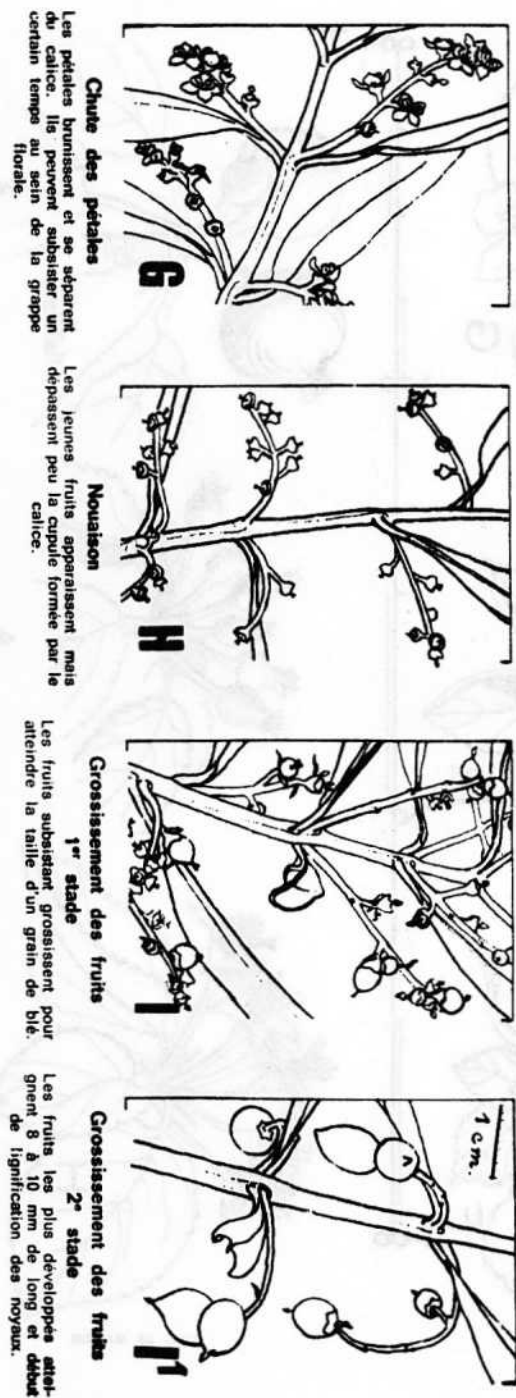 G
Chute des pétales
Les pétales brunissent et se séparent
du calice. Ils peuvent subsister un
certain temps au sein de la grappe
florale.
H
Nouaison
Les jeunes fruits apparaissent mais
dépassent peu la cupule formée par le
calice.
I
Grossissement des fruits
1er stade
Les fruits subsistant grossissent pour
atteindre la taille d'un grain de blé.
1 cm.
I1
Grossissement des fruits
2e stade
Les fruits les plus développés attei-
gnent 8 à 10 mm de long et début
de lignification des noyaux.